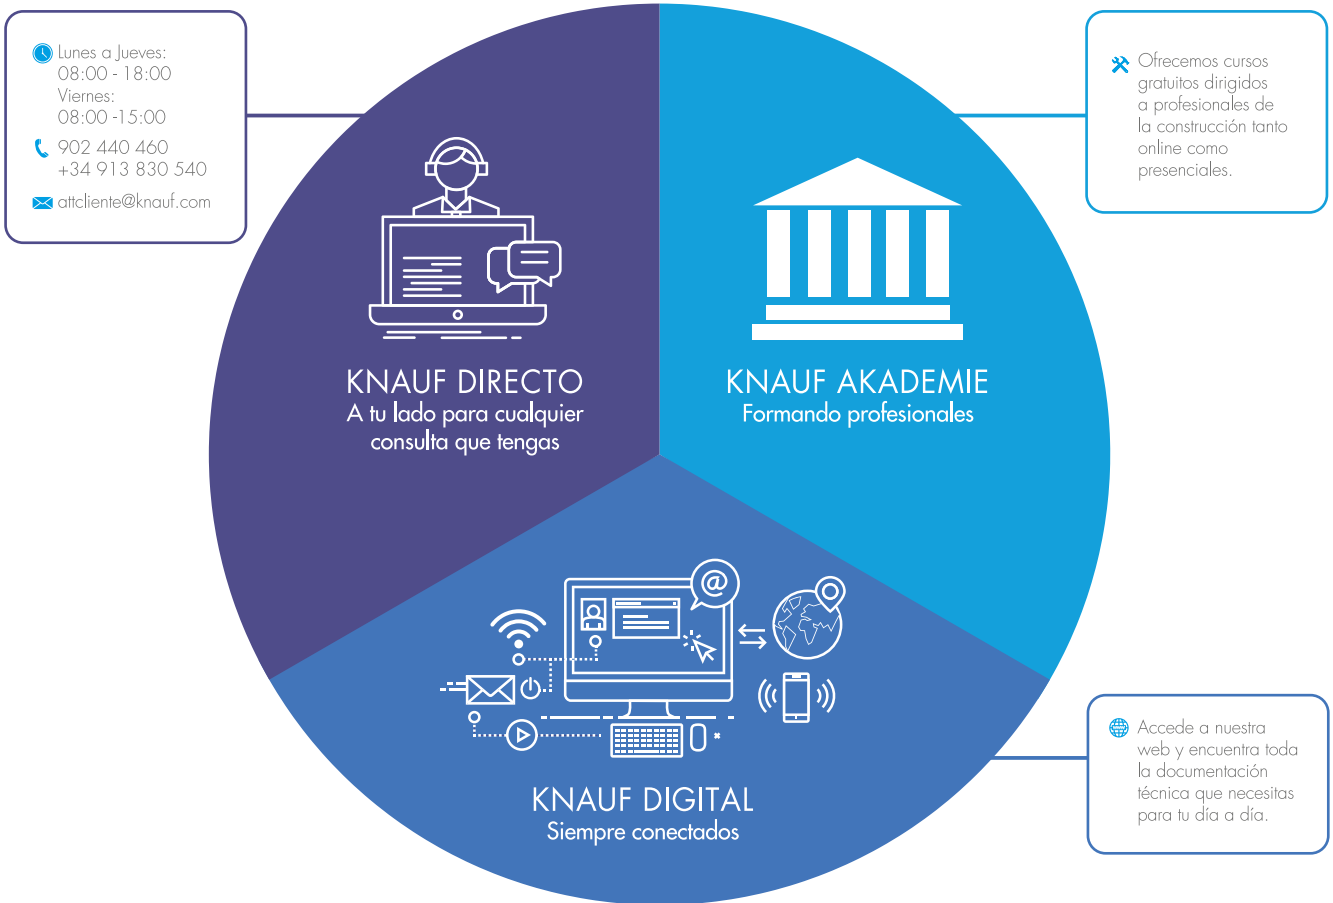 Lunes a Jueves:
08:00 - 18:00
Viernes:
08:00 -15:00
902 440 460
+34 913 830 540
attcliente@knauf.com
Ofrecemos cursos
gratuitos dirigidos
a profesionales de
la construcción tanto
online como
presenciales.
KNAUF DIRECTO
A tu lado para cualquier
consulta que tengas
KNAUF AKADEMIE
Formando profesionales
@
KNAUF DIGITAL
Siempre conectados
Accede a nuestra
web y encuentra toda
la documentación
técnica que necesitas
para tu día a día.